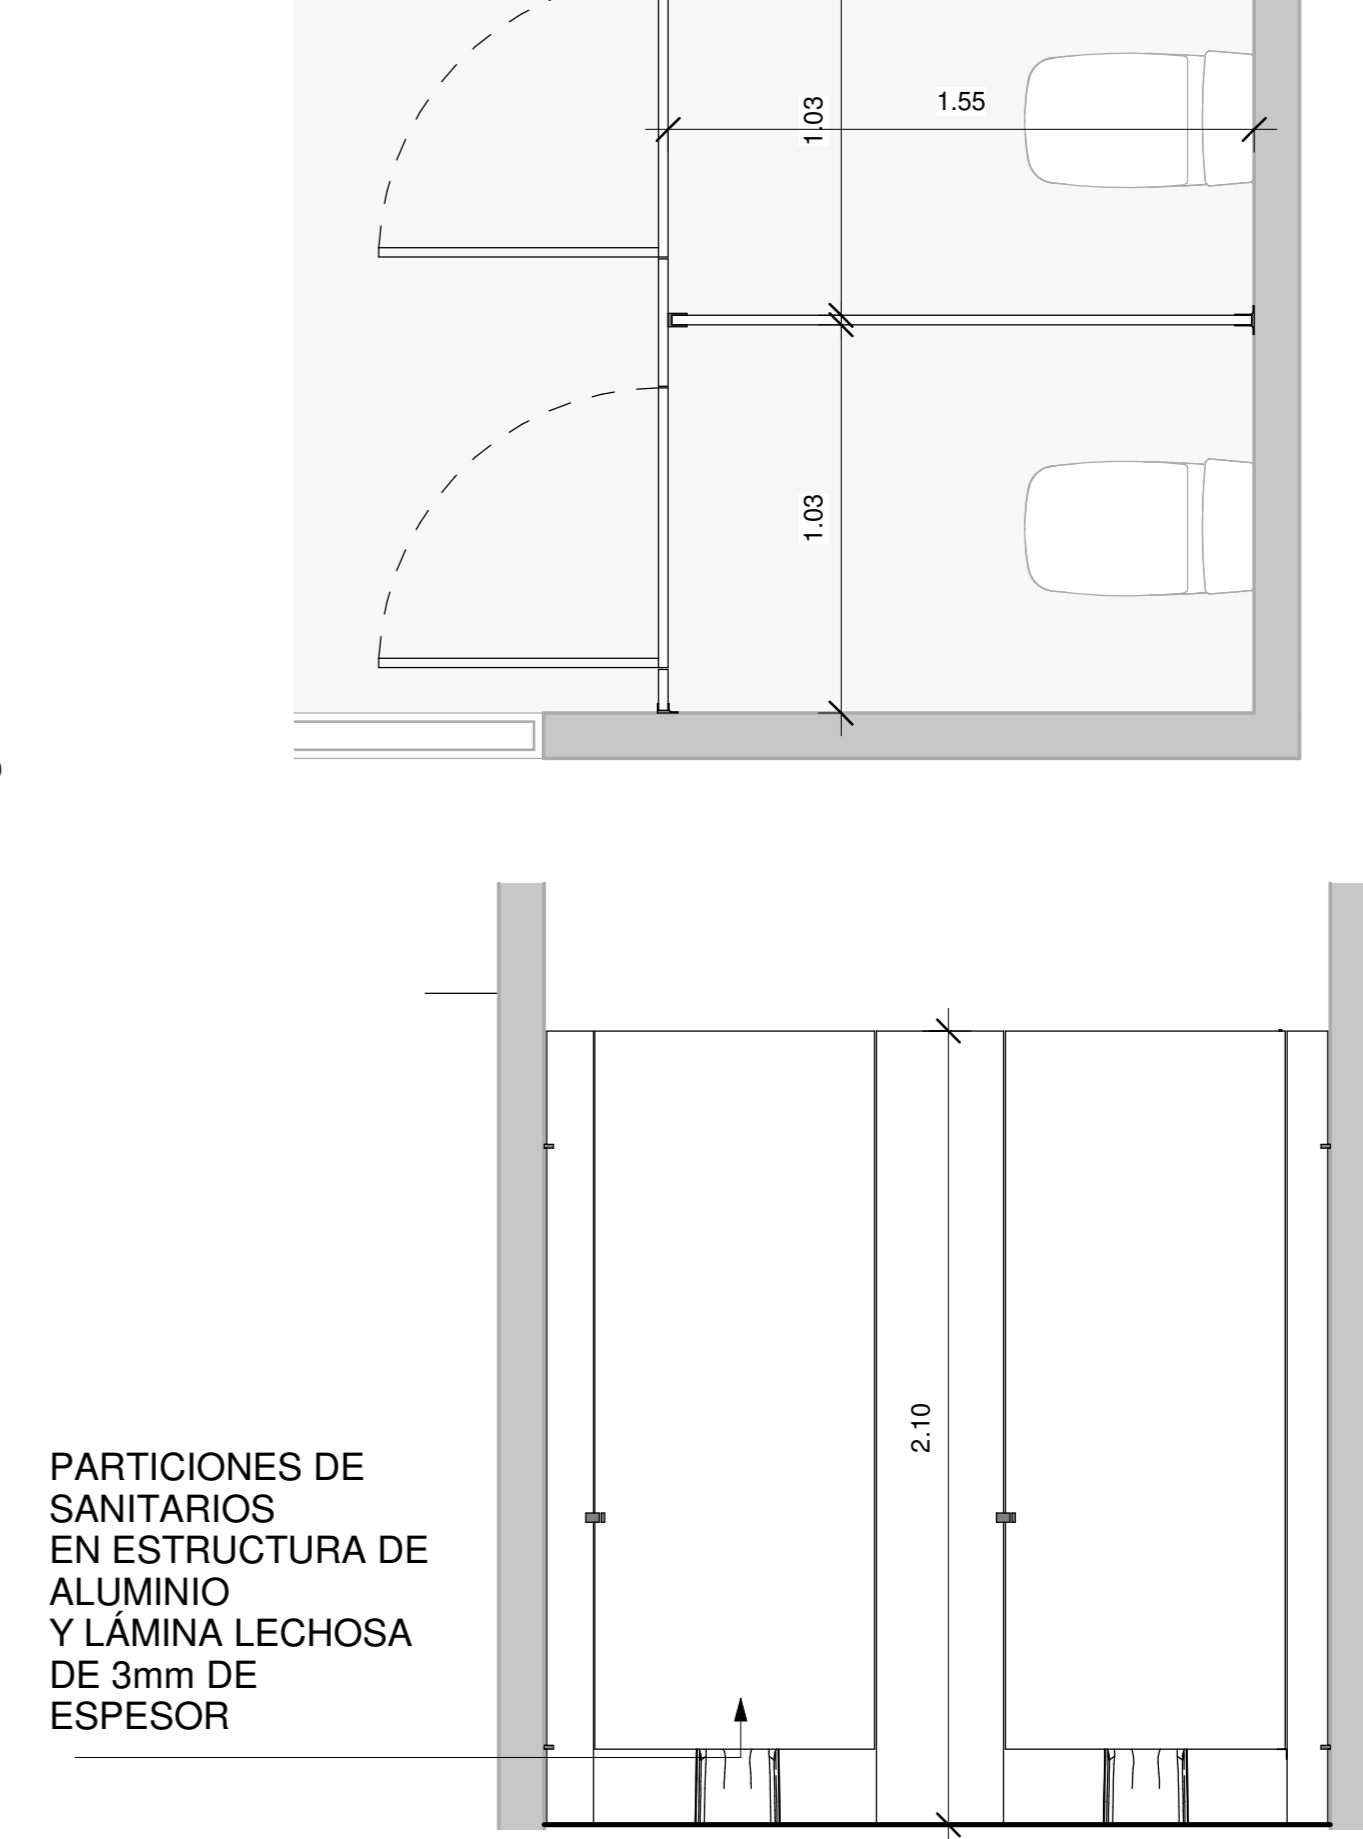 1.03
1.55
1.03
2.10
PARTICIONES DE
SANITARIOS
EN ESTRUCTURA DE
ALUMINIO
Y LÁMINA LECHOSA
DE 3mm DE
ESPESOR